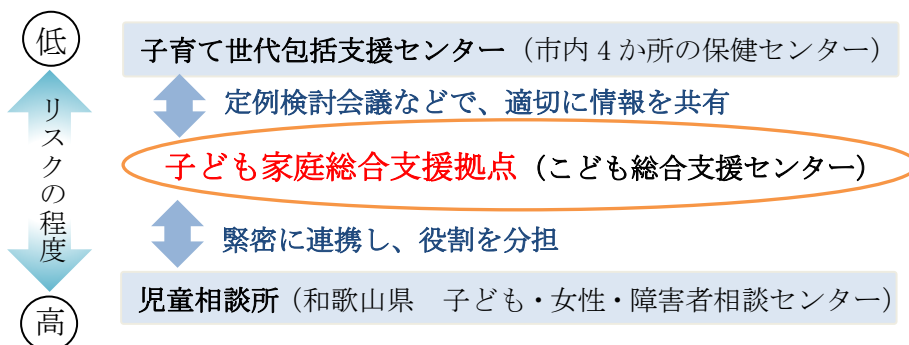 低
子育て世代包括支援センター（市内４か所の保健センター）
定例検討会議などで、適切に情報を共有
リスクの程度
子ども家庭総合支援拠点（こども総合支援センター）
緊密に連携し、役割を分担
児童相談所（和歌山県　子ども・女性・障害者相談センター）
高